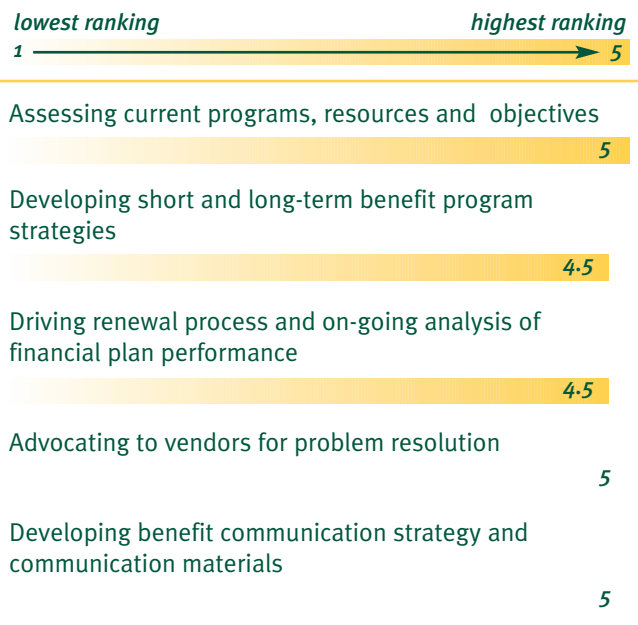 lowest ranking highest ranking
1 5
Assessing current programs, resources and objectives
5
Developing short and long-term benefit program
strategies
4.5
Driving renewal process and on-going analysis of
financial plan performance
4.5
Advocating to vendors for problem resolution
5
Developing benefit communication strategy and
communication materials
5